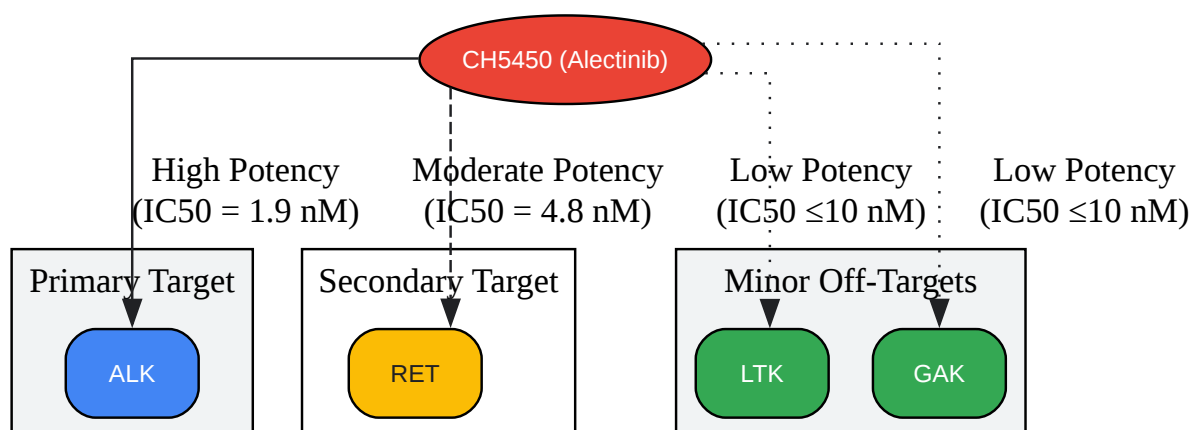 CH5450 (Alectinib)
High Potency
(IC50 = 1.9 nM)
Moderate Potency
(IC50 = 4.8 nM)
Low Potency
(IC50 ≤10 nM)
Low Potency
(IC50 ≤10 nM)
Primary Target
Secondary Target
Minor Off-Targets
ALK
RET
LTK
GAK